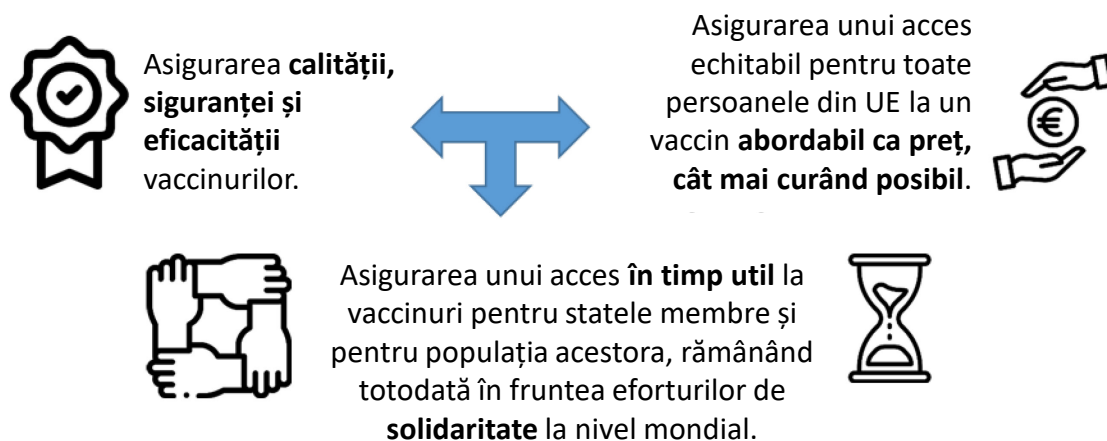 Asigurarea calității,
siguranței și
eficacității
vaccinurilor.
Asigurarea unui acces
echitabil pentru toate
persoanele din UE la un
vaccin abordabil ca preț,
cât mai curând posibil.
€
Asigurarea unui acces în timp util la
vaccinuri pentru statele membre și
pentru populația acestora, rămânând
totodată în fruntea eforturilor de
solidaritate la nivel mondial.